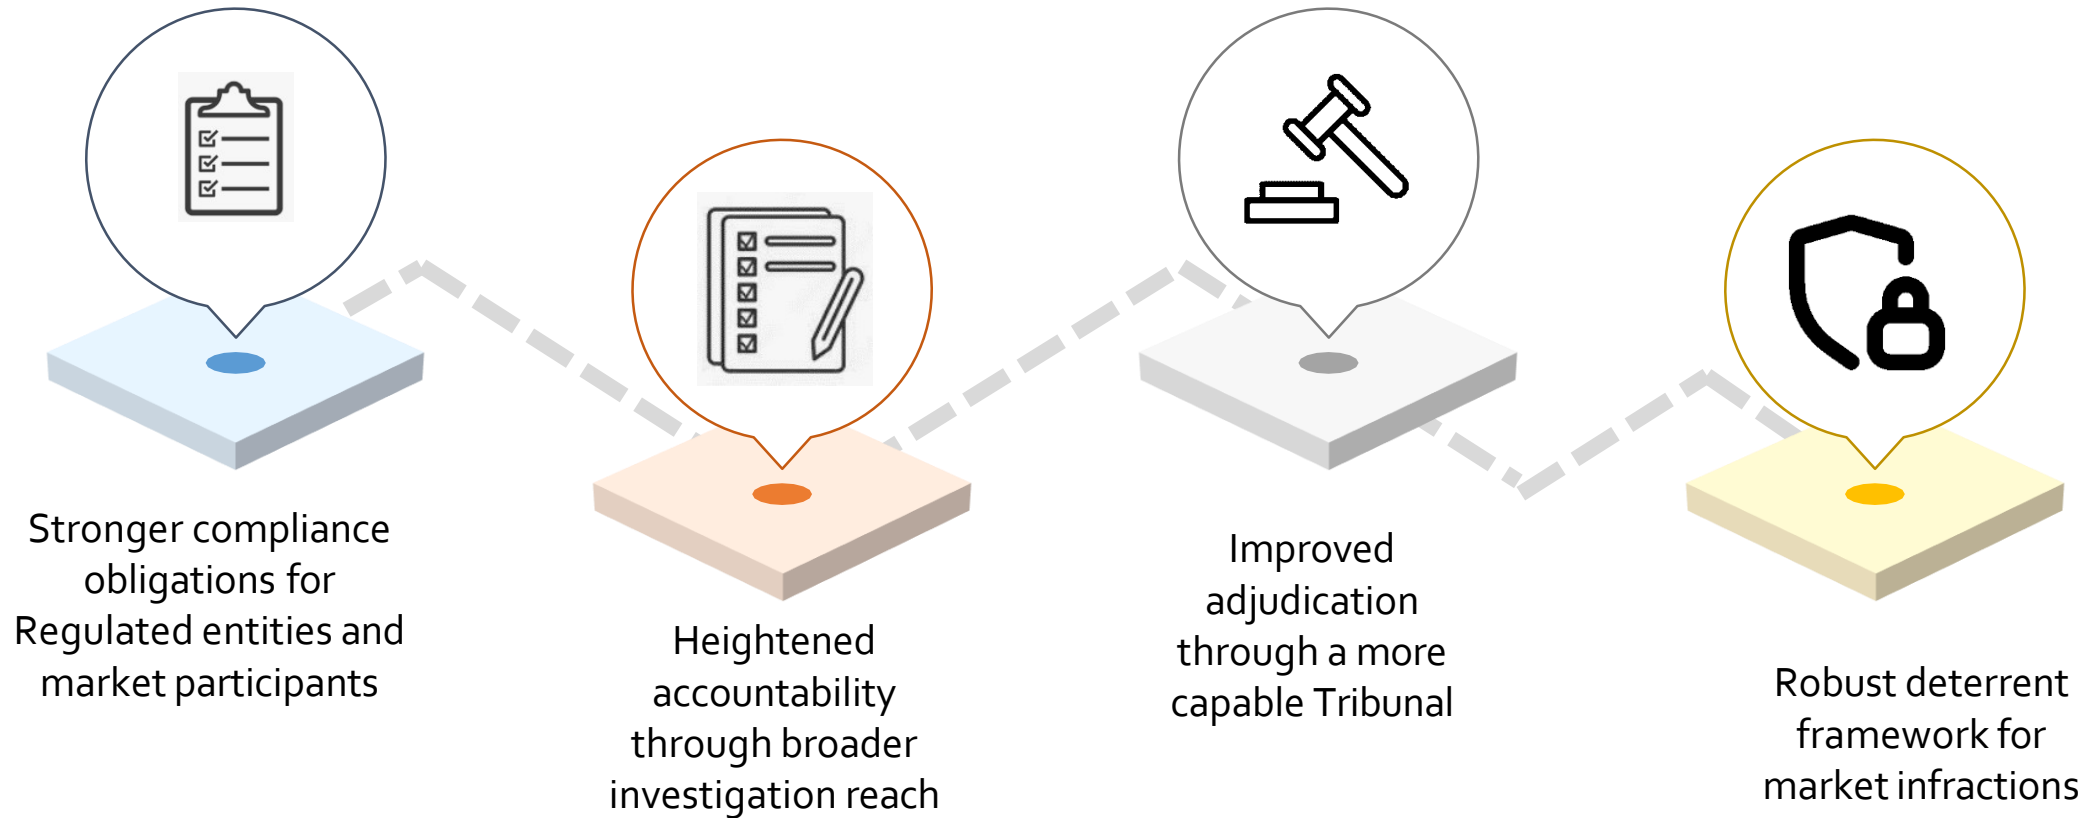 Stronger compliance
obligations for
Regulated entities and
market participants
Heightened
accountability
through broader
investigation reach
Improved
adjudication
through a more
capable Tribunal
Robust deterrent
framework for
market infractions